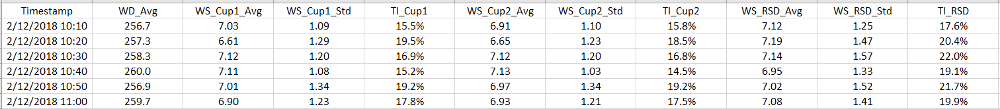 Timestamp WD_Avg WS_Cup1_Avg WS_Cup1_Std TI_Cup1 WS_Cup2_Avg WS_Cup2_Std TI_Cup2 WS_RSD_Avg WS_RSD_Std TI_RSD
2/12/2018 10:10 256.7 7.03 1.09 15.5% 6.91 1.10 15.8% 7.12 1.25 17.6%
2/12/2018 10:20 257.3 6.61 1.29 19.5% 6.65 1.23 18.5% 7.19 1.47 20.4%
2/12/2018 10:30 258.3 7.12 1.20 16.9% 7.12 1.20 16.8% 7.14 1.57 22.0%
2/12/2018 10:40 260.0 7.11 1.08 15.2% 7.13 1.03 14.5% 6.95 1.33 19.1%
2/12/2018 10:50 256.9 7.01 1.34 19.2% 6.97 1.34 19.2% 7.02 1.52 21.7%
2/12/2018 11:00 259.7 6.90 1.23 17.8% 6.93 1.21 17.5% 7.08 1.41 19.9%